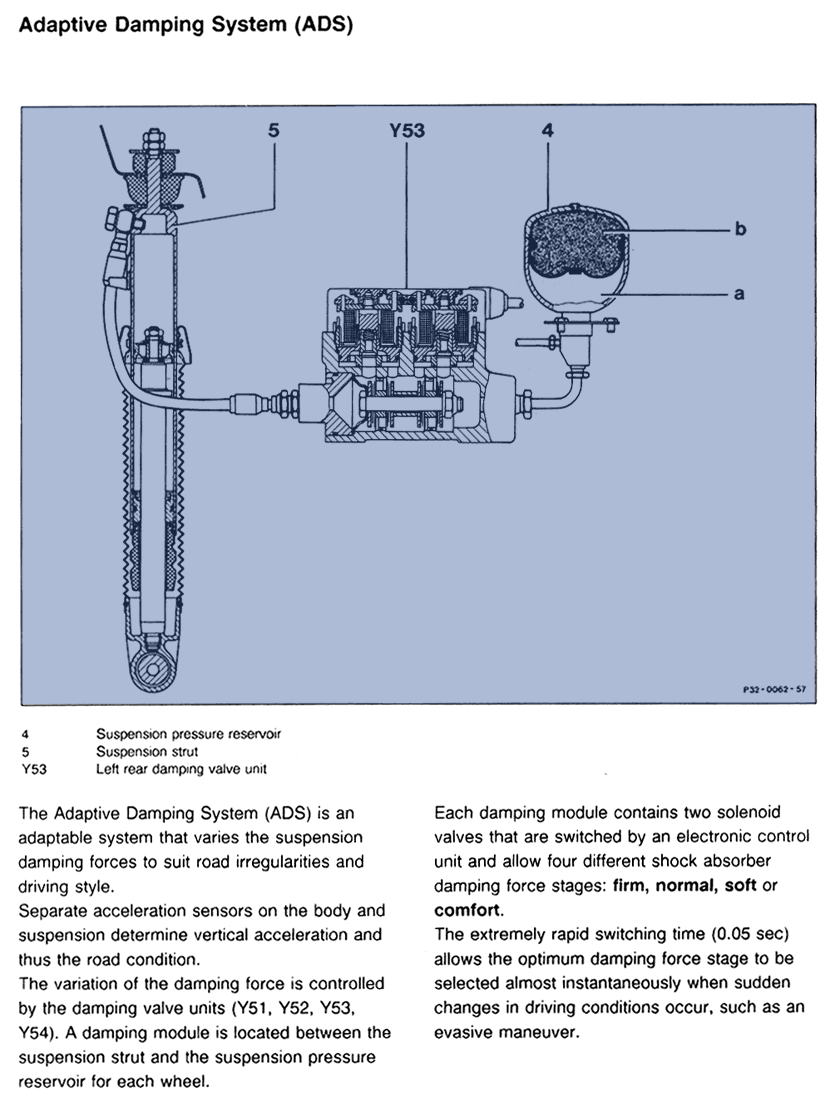 Adaptive Damping System (ADS)
5 Y53 4
b
a
P32-0062-57
4 Suspension pressure reservoir
5 Suspension strut
Y53 Left rear damping valve unit
The Adaptive Damping System (ADS) is an
adaptable system that varies the suspension
damping forces to suit road irregularities and
driving style.
Separate acceleration sensors on the body and
suspension determine vertical acceleration and
thus the road condition.
The variation of the damping force is controlled
by the damping valve units (Y51, Y52, Y53,
Y54). A damping module is located between the
suspension strut and the suspension pressure
reservoir for each wheel.
Each damping module contains two solenoid
valves that are switched by an electronic control
unit and allow four different shock absorber
damping force stages: firm, normal, soft or
comfort.
The extremely rapid switching time (0.05 sec)
allows the optimum damping force stage to be
selected almost instantaneously when sudden
changes in driving conditions occur, such as an
evasive maneuver.